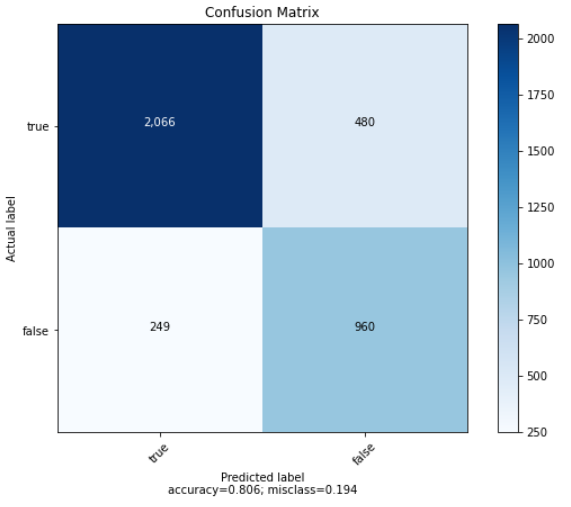 Confusion Matrix
Actual label
true
2,066
480
false
249
960
true
false
Predicted label
accuracy=0.806; misclass=0.194
2000
1750
1500
1250
1000
750
500
250